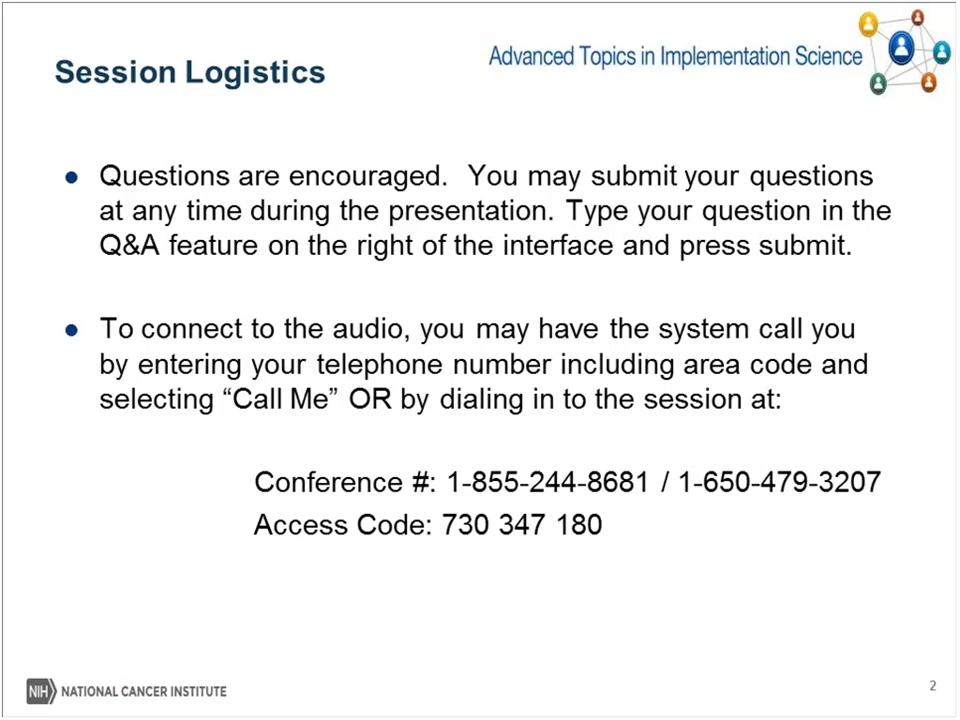 Session Logistics
Advanced Topics in Implementation Science
● Questions are encouraged.  You may submit your questions
at any time during the presentation. Type your question in the
Q&A feature on the right of the interface and press submit.
● To connect to the audio, you may have the system call you
by entering your telephone number including area code and
selecting “Call Me” OR by dialing in to the session at:
Conference #: 1-855-244-8681 / 1-650-479-3207
Access Code: 730 347 180
NIH NATIONAL CANCER INSTITUTE
2